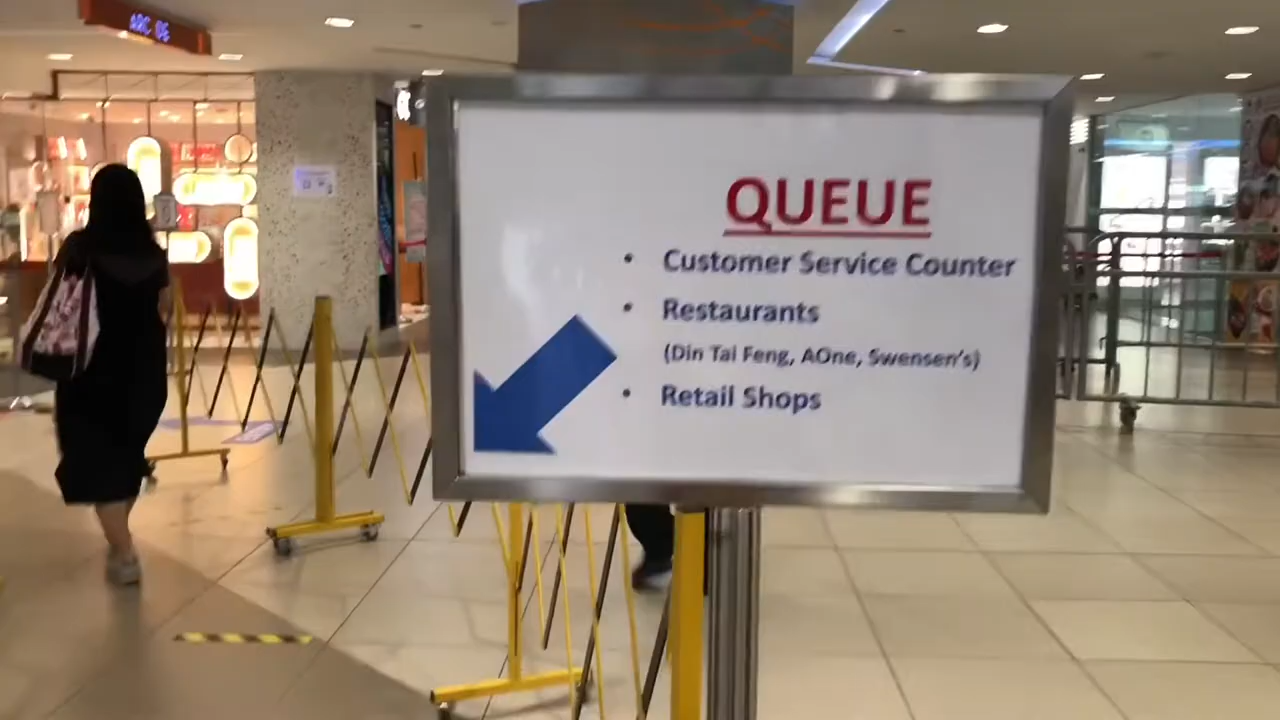 QUEUE
• Customer Service Counter
• Restaurants
(Din Tai Feng, AOne, Swensen's)
• Retail Shops